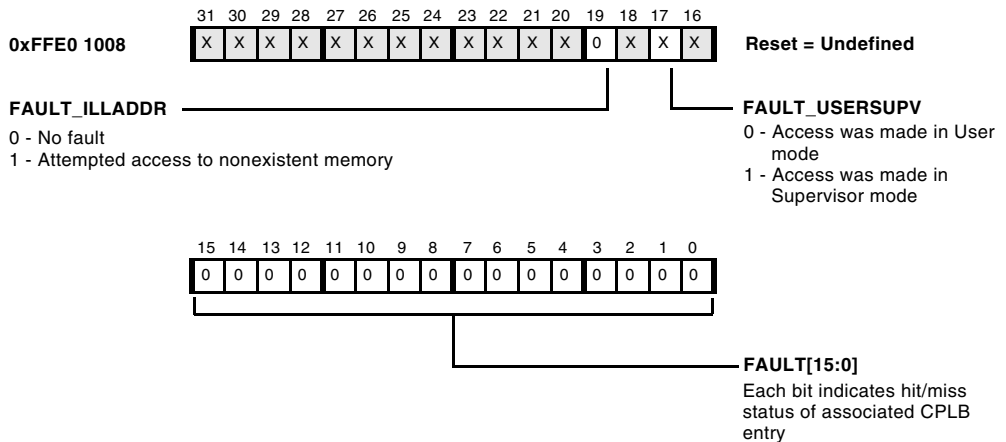 31 30 29 28 27 26 25 24 23 22 21 20 19 18 17 16
0xFFE0 1008 X X X X X X X X X X X X 0 X X X Reset = Undefined
FAULT_ILLADDR
0 - No fault
1 - Attempted access to nonexistent memory
FAULT_USERSUPV
0 - Access was made in User
mode
1 - Access was made in
Supervisor mode
15 14 13 12 11 10 9 8 7 6 5 4 3 2 1 0
0 0 0 0 0 0 0 0 0 0 0 0 0 0 0 0
FAULT[15:0]
Each bit indicates hit/miss
status of associated CPLB
entry